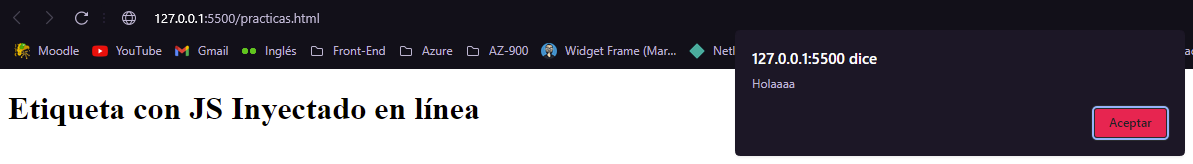 127.0.0.1:5500/practicas.html
Moodle YouTube Gmail Inglés Front-End Azure AZ-900 Widget Frame (Mar... Netl
127.0.0.1:5500 dice
Holaaaa
Aceptar
Etiqueta con JS Inyectado en línea